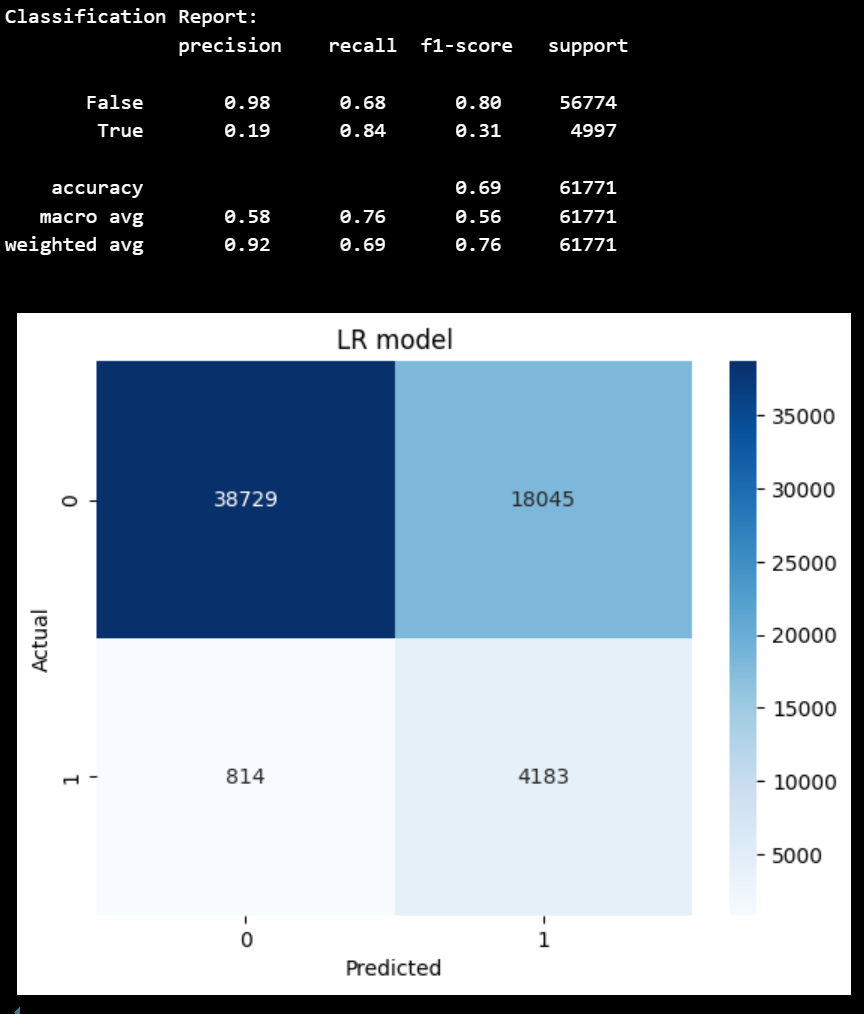 Classification Report:
precision recall f1-score support
False 0.98 0.68 0.80 56774
True 0.19 0.84 0.31 4997
accuracy 0.69 61771
macro avg 0.58 0.76 0.56 61771
weighted avg 0.92 0.69 0.76 61771
LR model
0
38729
18045
1
814
4183
Actual
0
1
Predicted
35000
30000
25000
20000
15000
10000
5000